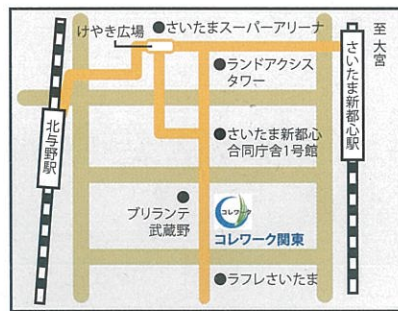 けやき広場
さいたまスーパーアリーナ
至大宮
ランドアクシス
タワー
さいたま新都心駅
北与野駅
さいたま新都心
合同庁舎1号館
ブリランテ
武蔵野
コレワーク
コレワーク関東
ラフレさいたま